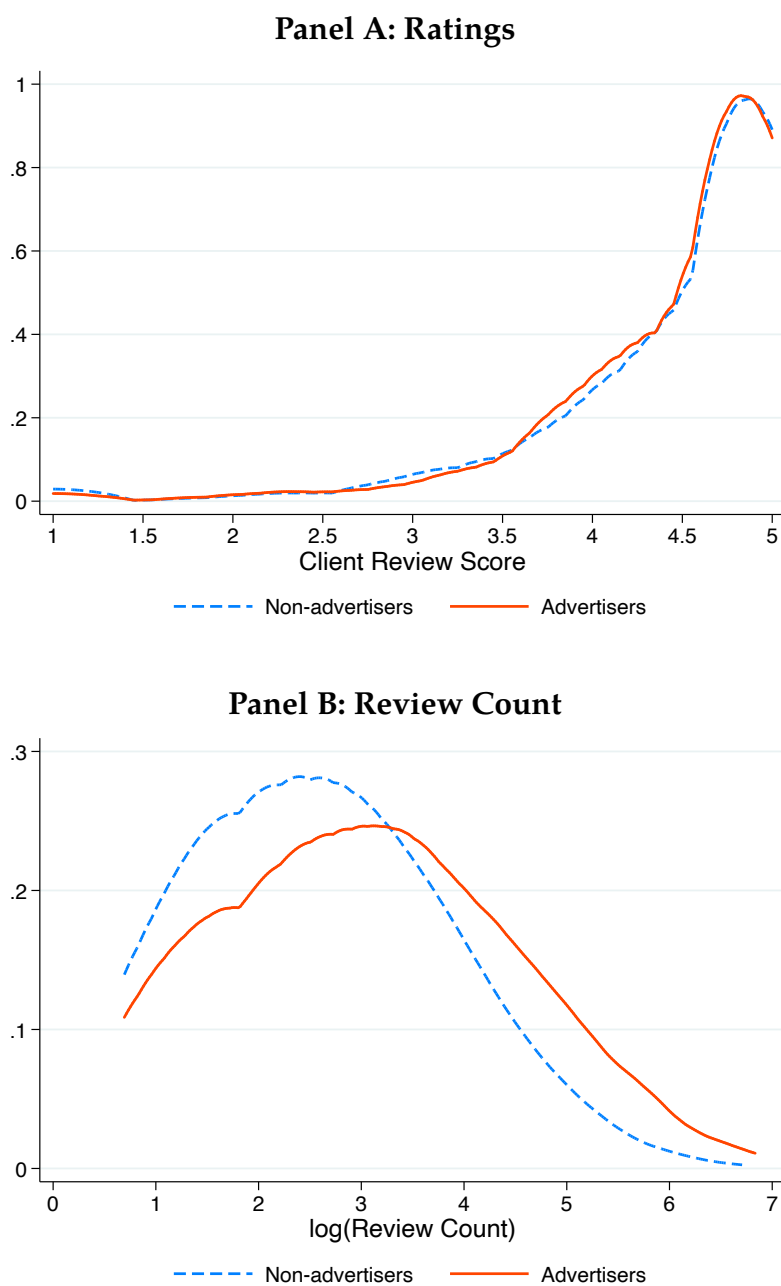 Panel A: Ratings
1
.8
.6
.4
.2
0
1 1.5 2 2.5 3 3.5 4 4.5 5
Client Review Score
Non-advertisers Advertisers
Panel B: Review Count
.3
.2
.1
0
0 1 2 3 4 5 6 7
log(Review Count)
Non-advertisers Advertisers